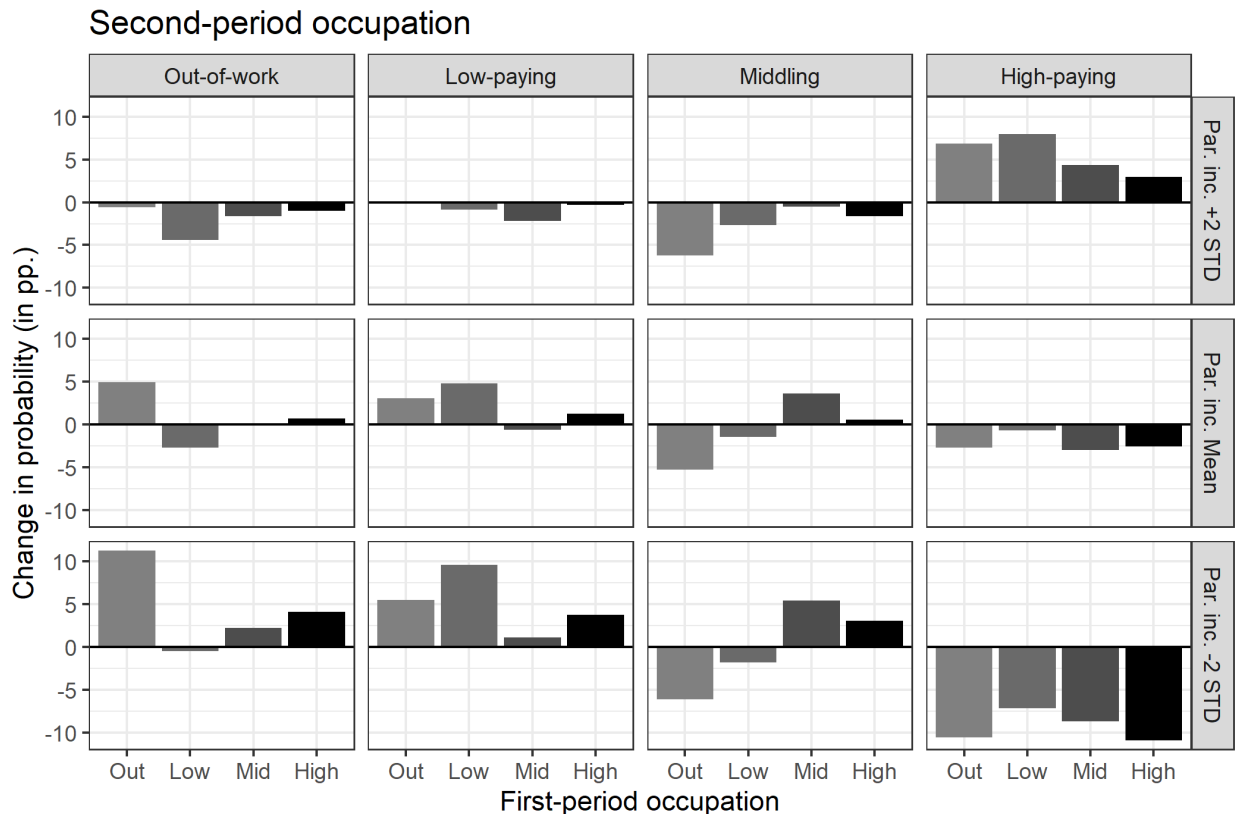 Second-period occupation
Out-of-work
Low-paying
Middling
High-paying
10
5
0
-5
-10
Par. inc. +2 STD
10
5
0
-5
-10
Par. inc. Mean
10
5
0
-5
-10
Par. inc. -2 STD
Change in probability (in pp.)
Out Low Mid High
Out Low Mid High
Out Low Mid High
Out Low Mid High
First-period occupation